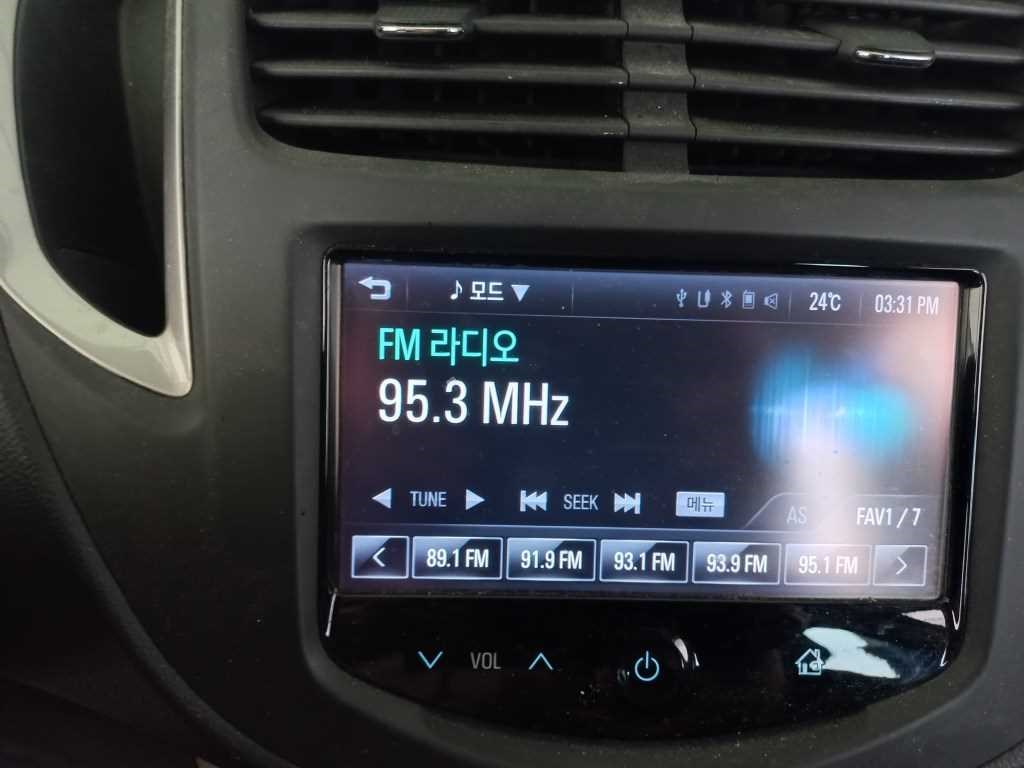 모드 24℃ 03:31 PM
FM 라디오
95.3 MHz
TUNE SEEK 메뉴 AS FAV1 / 7
89.1 FM 91.9 FM 93.1 FM 93.9 FM 95.1 FM
VOL